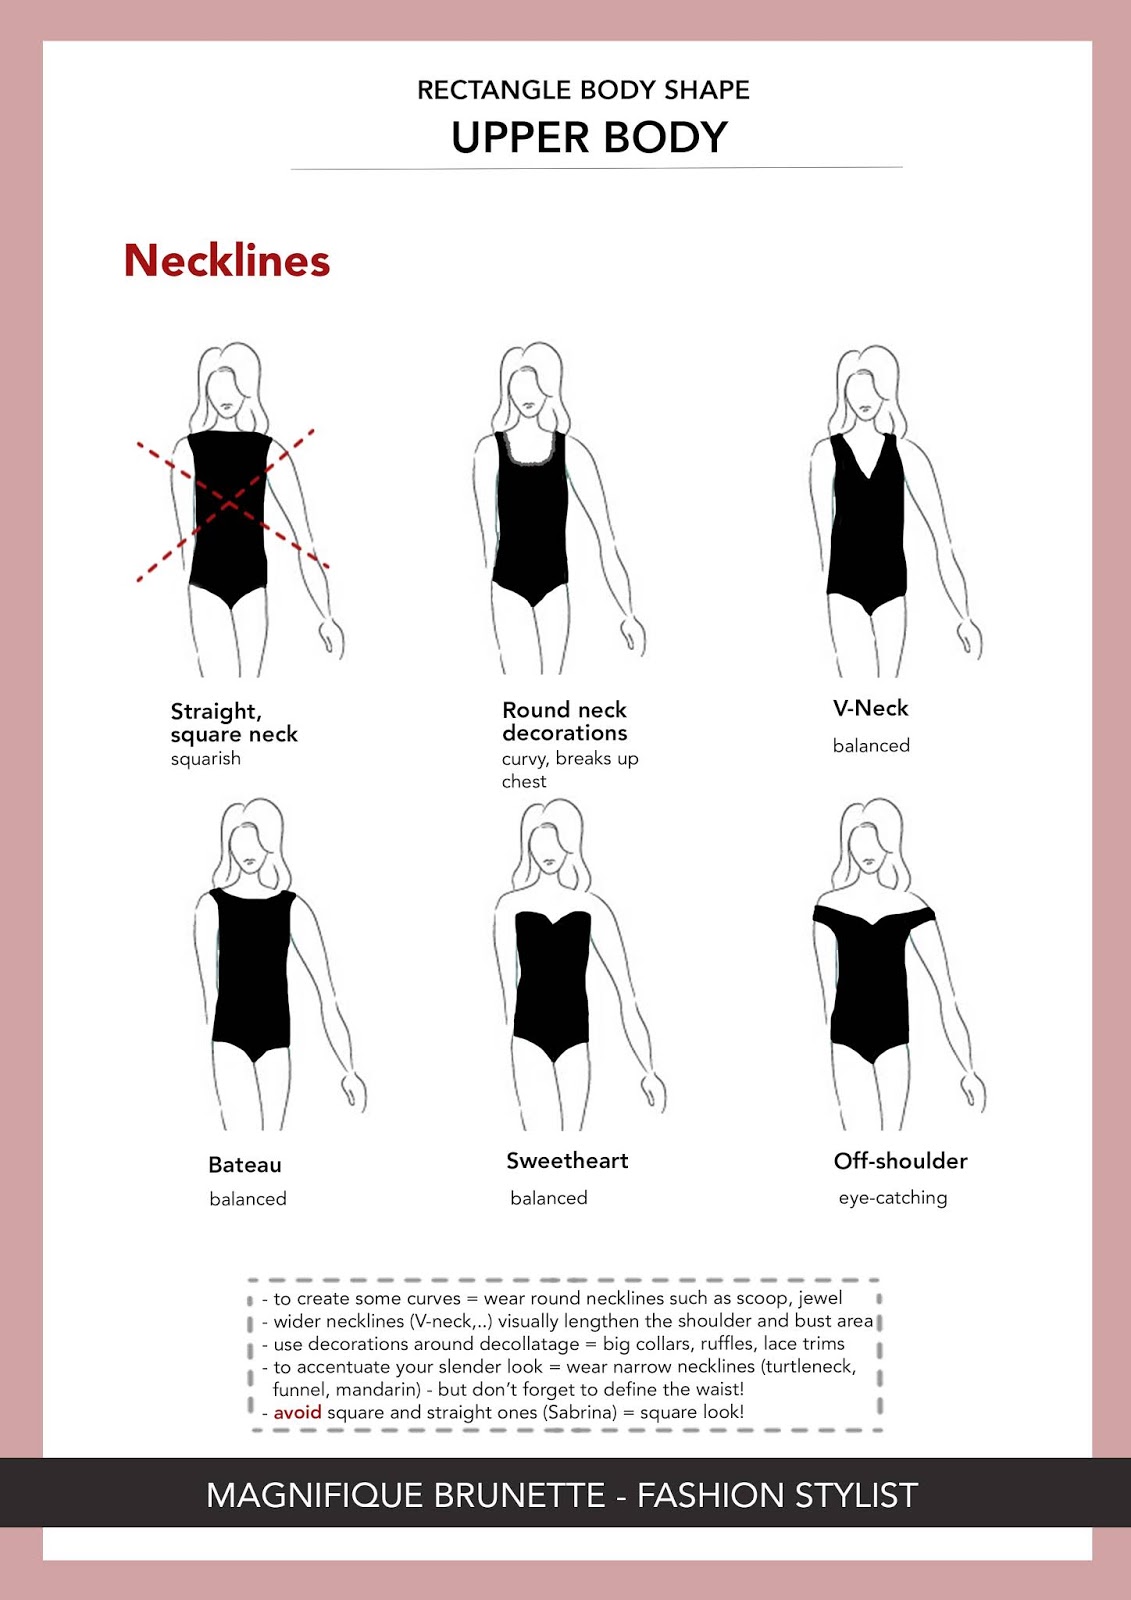 RECTANGLE BODY SHAPE
UPPER BODY
Necklines
Straight,
square neck
squarish
Round neck
decorations
curvy, breaks up
chest
V-Neck
balanced
Bateau
balanced
Sweetheart
balanced
Off-shoulder
eye-catching
- to create some curves = wear round necklines such as scoop, jewel
- wider necklines (V-neck,..) visually lengthen the shoulder and bust area
- use decorations around decollatage = big collars, ruffles, lace trims
- to accentuate your slender look = wear narrow necklines (turtleneck,
funnel, mandarin) - but don't forget to define the waist!
- avoid square and straight ones (Sabrina) = square look!
MAGNIFIQUE BRUNETTE - FASHION STYLIST